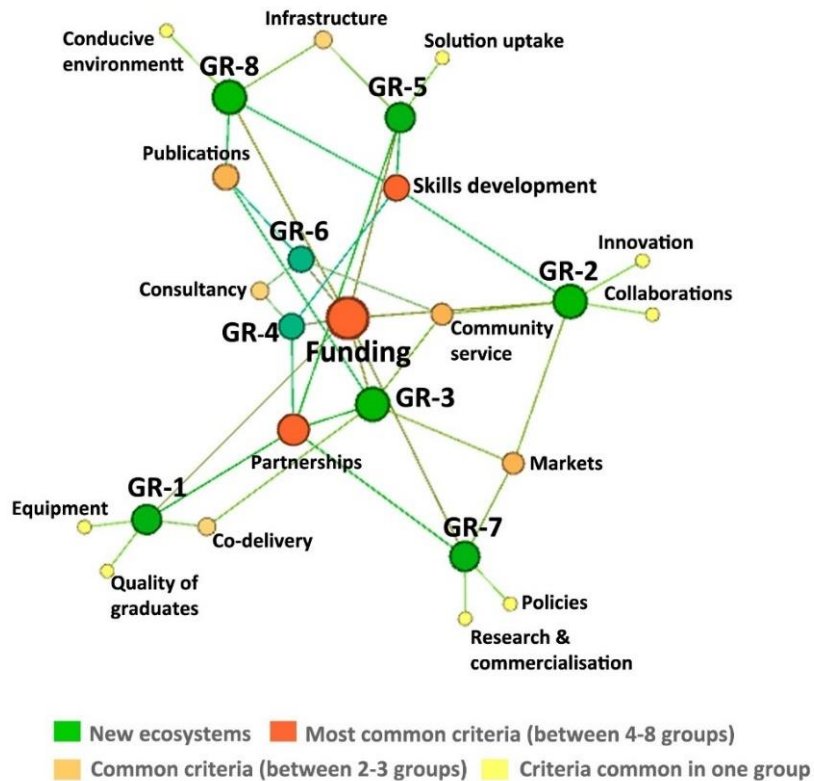 Infrastructure
Conducive
environmentt
Solution uptake
GR-8
GR-5
Publications
Skills development
GR-6
Innovation
GR-2
Consultancy
Collaborations
GR-4
Community
service
Funding
GR-3
Partnerships
Markets
GR-1
Equipment
Co-delivery
GR-7
Quality of
graduates
Policies
Research &
commercialisation
New ecosystems
Most common criteria (between 4-8 groups)
Common criteria (between 2-3 groups)
Criteria common in one group